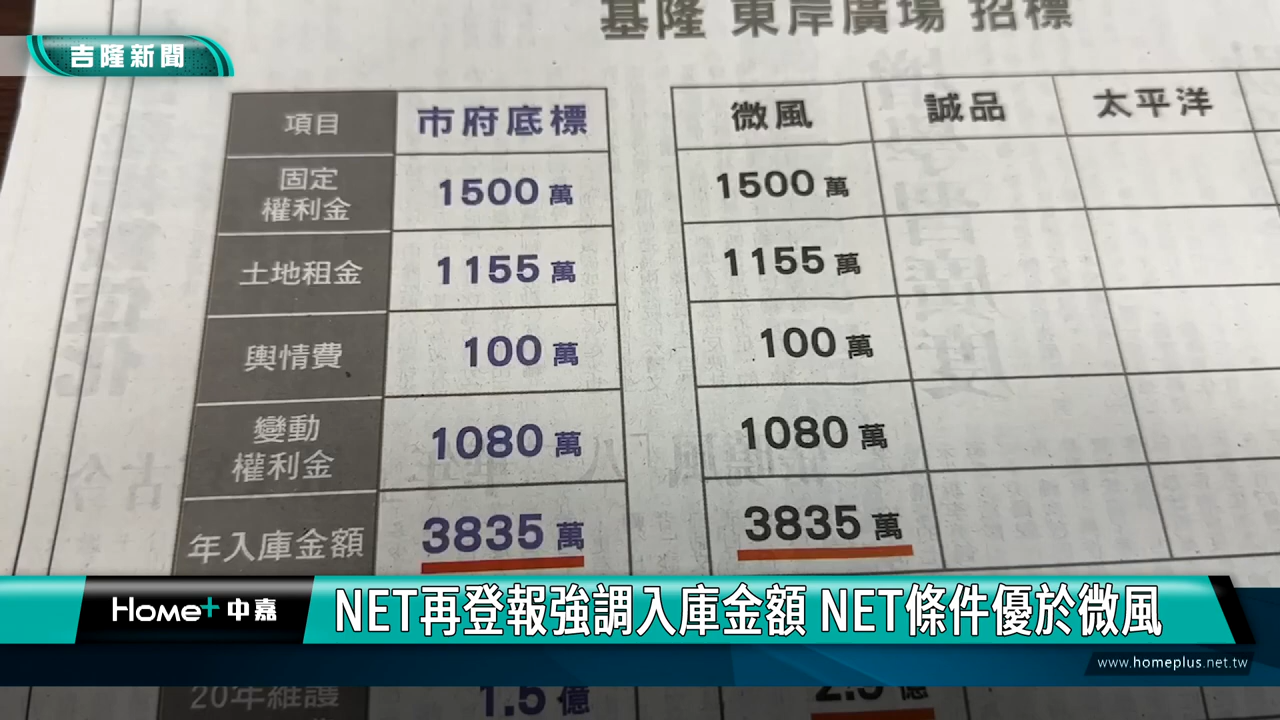 基隆 東岸廣場 招標
吉隆新聞
項目 市府底標 微風 誠品 太平洋
固定
權利金 1500萬 1500萬
土地租金 1155萬 1155萬
輿情費 100萬 100萬
變動
權利金 1080萬 1080萬
年入庫金額 3835萬 3835萬
Home+中嘉
NET再登報強調入庫金額 NET條件優於微風
www.homeplus.net.tw
20年維護 1.5億 億